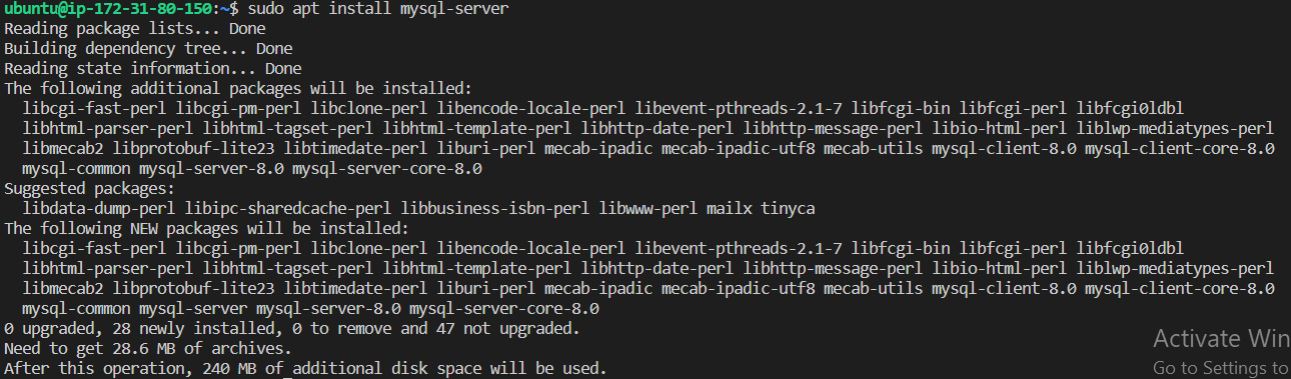 ubuntu@ip-172-31-80-150:~$ sudo apt install mysql-server
Reading package lists... Done
Building dependency tree... Done
Reading state information... Done
The following additional packages will be installed:
  libcgi-fast-perl libcgi-pm-perl libclone-perl libencode-locale-perl libevent-pthreads-2.1-7 libfcgi-bin libfcgi-perl libfcgi0ldbl
  libhtml-parser-perl libhtml-tagset-perl libhtml-template-perl libhttp-date-perl libhttp-message-perl libio-html-perl liblwp-mediatypes-perl
  libmecab2 libprotobuf-lite23 libtimedate-perl liburi-perl mecab-ipadic mecab-ipadic-utf8 mecab-utils mysql-client-8.0 mysql-client-core-8.0
  mysql-common mysql-server-8.0 mysql-server-core-8.0
Suggested packages:
  libdata-dump-perl libipc-sharedcache-perl libbusiness-isbn-perl libwww-perl mailx tinyca
The following NEW packages will be installed:
  libcgi-fast-perl libcgi-pm-perl libclone-perl libencode-locale-perl libevent-pthreads-2.1-7 libfcgi-bin libfcgi-perl libfcgi0ldbl
  libhtml-parser-perl libhtml-tagset-perl libhtml-template-perl libhttp-date-perl libhttp-message-perl libio-html-perl liblwp-mediatypes-perl
  libmecab2 libprotobuf-lite23 libtimedate-perl liburi-perl mecab-ipadic mecab-ipadic-utf8 mecab-utils mysql-client-8.0 mysql-client-core-8.0
  mysql-common mysql-server mysql-server-8.0 mysql-server-core-8.0
0 upgraded, 28 newly installed, 0 to remove and 47 not upgraded.
Need to get 28.6 MB of archives.
After this operation, 240 MB of additional disk space will be used.
Activate Win
Go to Settings to